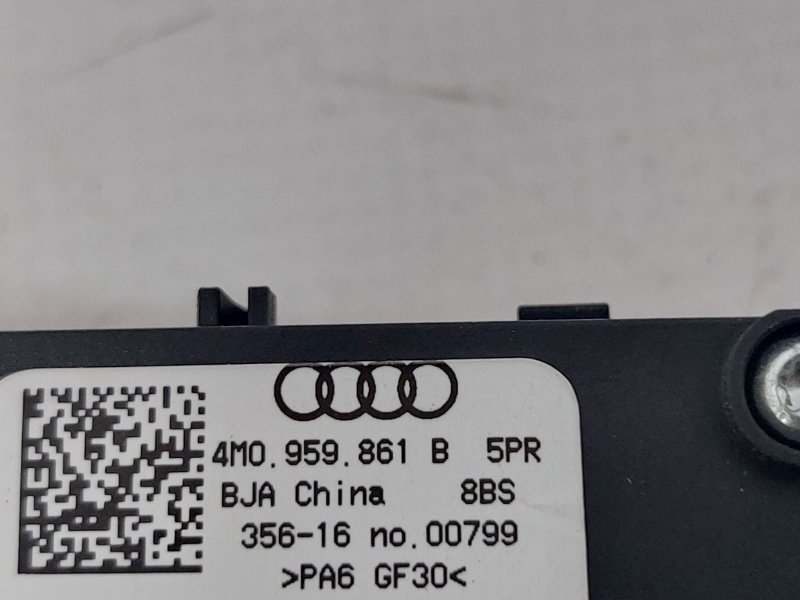 4M0.959.861 B 5PR
BJA China 8BS
356-16 no.00799
>PA6 GF30<